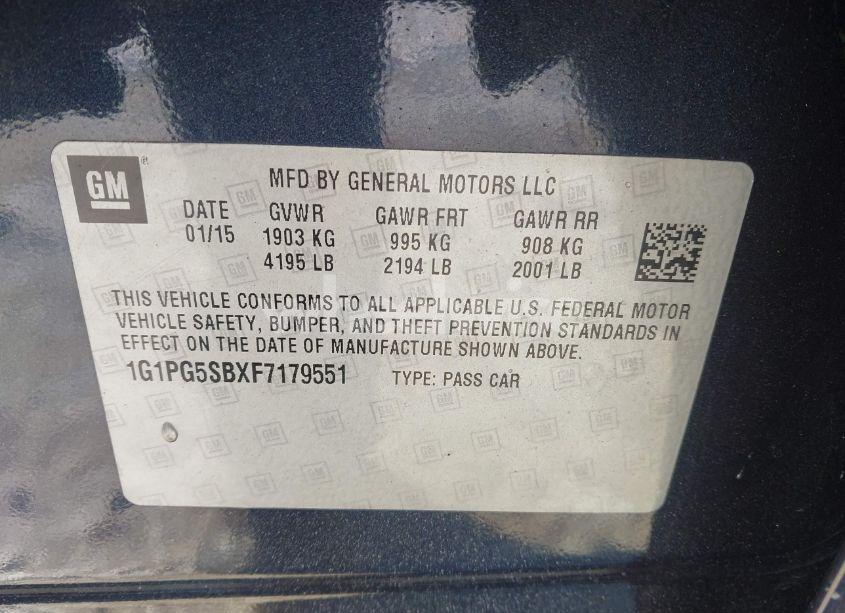 GM ®
MFD BY GENERAL MOTORS LLC
DATE GVWR GAWR FRT GAWR RR
01/15 1903 KG 995 KG 908 KG
4195 LB 2194 LB 2001 LB
THIS VEHICLE CONFORMS TO ALL APPLICABLE U.S. FEDERAL MOTOR
VEHICLE SAFETY, BUMPER, AND THEFT PREVENTION STANDARDS IN
EFFECT ON THE DATE OF MANUFACTURE SHOWN ABOVE.
1G1PG5SBXF7179551 TYPE: PASS CAR